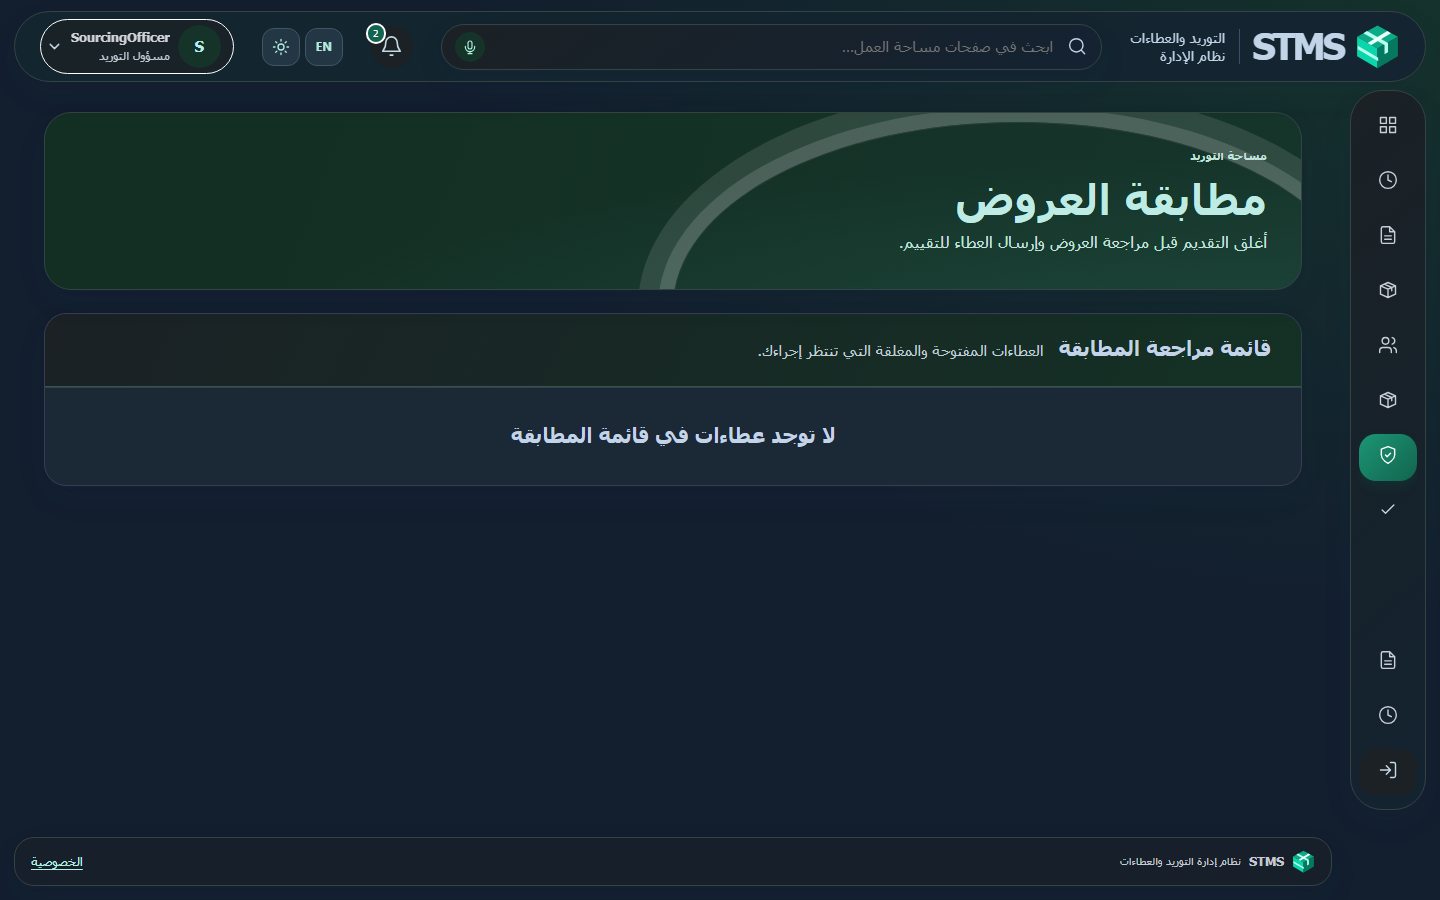 STMS
التوريد والعطاءات
نظام الإدارة
ابحث في صفحات مساحة العمل...
2
EN
S
SourcingOfficer
مسؤول التوريد
مساحة التوريد
مطابقة العروض
أغلق التقديم قبل مراجعة العروض وإرسال العطاء للتقييم.
قائمة مراجعة المطابقة
العطاءات المفتوحة والمغلقة التي تنتظر إجراءك.
لا توجد عطاءات في قائمة المطابقة
STMS نظام إدارة التوريد والعطاءات
الخصوصية